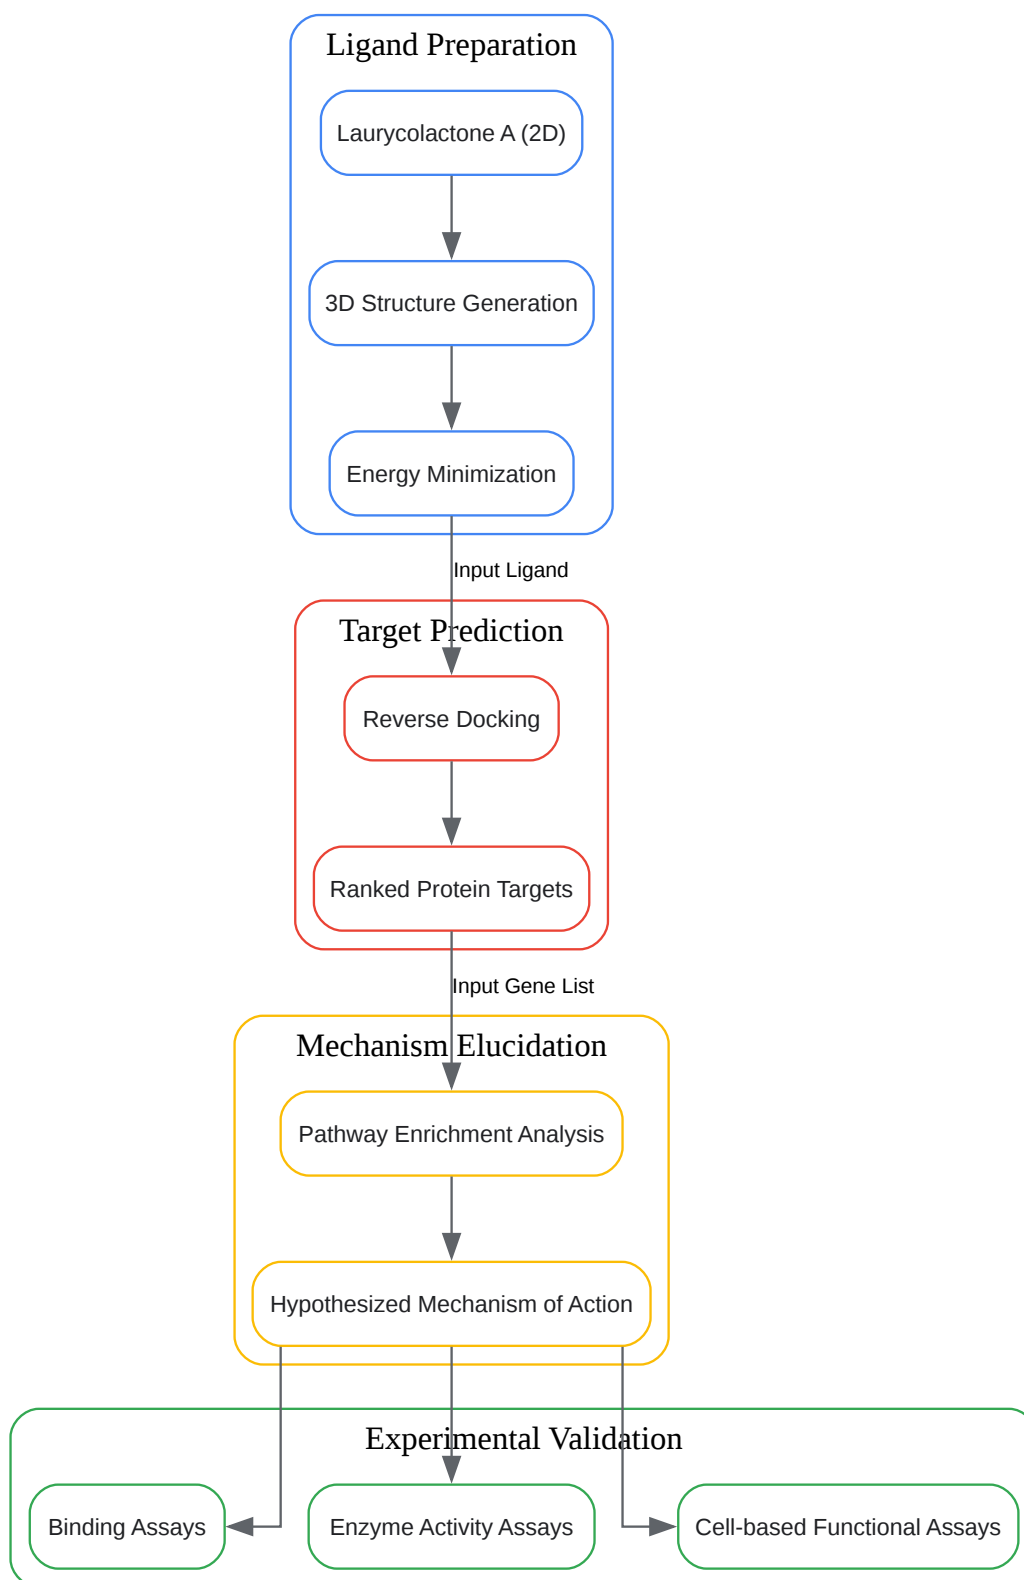 Ligand Preparation
Laurycolactone A (2D)
3D Structure Generation
Energy Minimization
Input Ligand
Target Prediction
Reverse Docking
Ranked Protein Targets
Input Gene List
Mechanism Elucidation
Pathway Enrichment Analysis
Hypothesized Mechanism of Action
Experimental Validation
Binding Assays
Enzyme Activity Assays
Cell-based Functional Assays